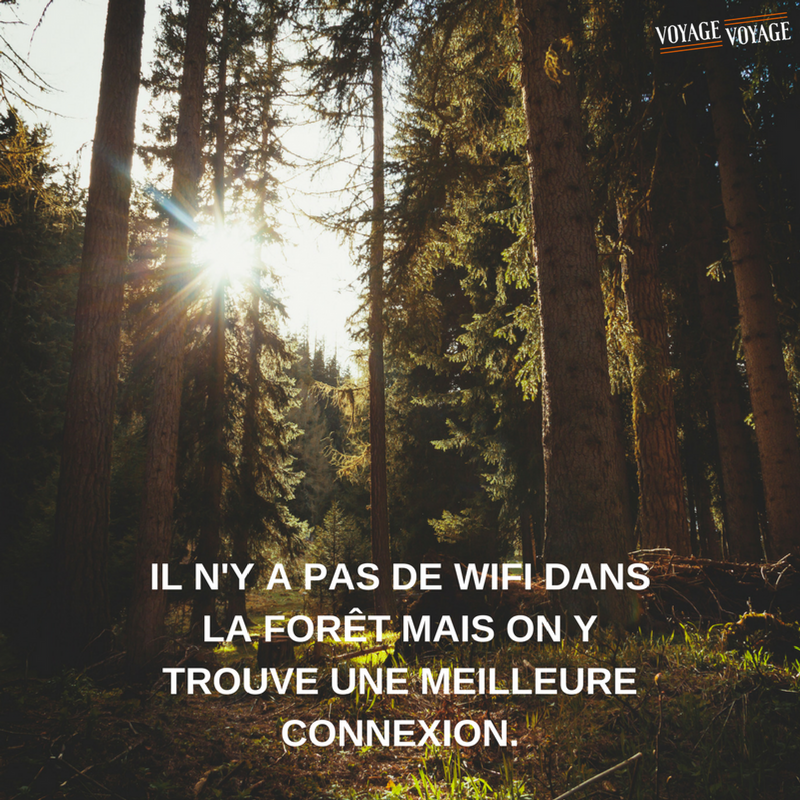 VOYAGE VOYAGE
IL N'Y A PAS DE WIFI DANS
LA FORÊT MAIS ON Y
TROUVE UNE MEILLEURE
CONNEXION.